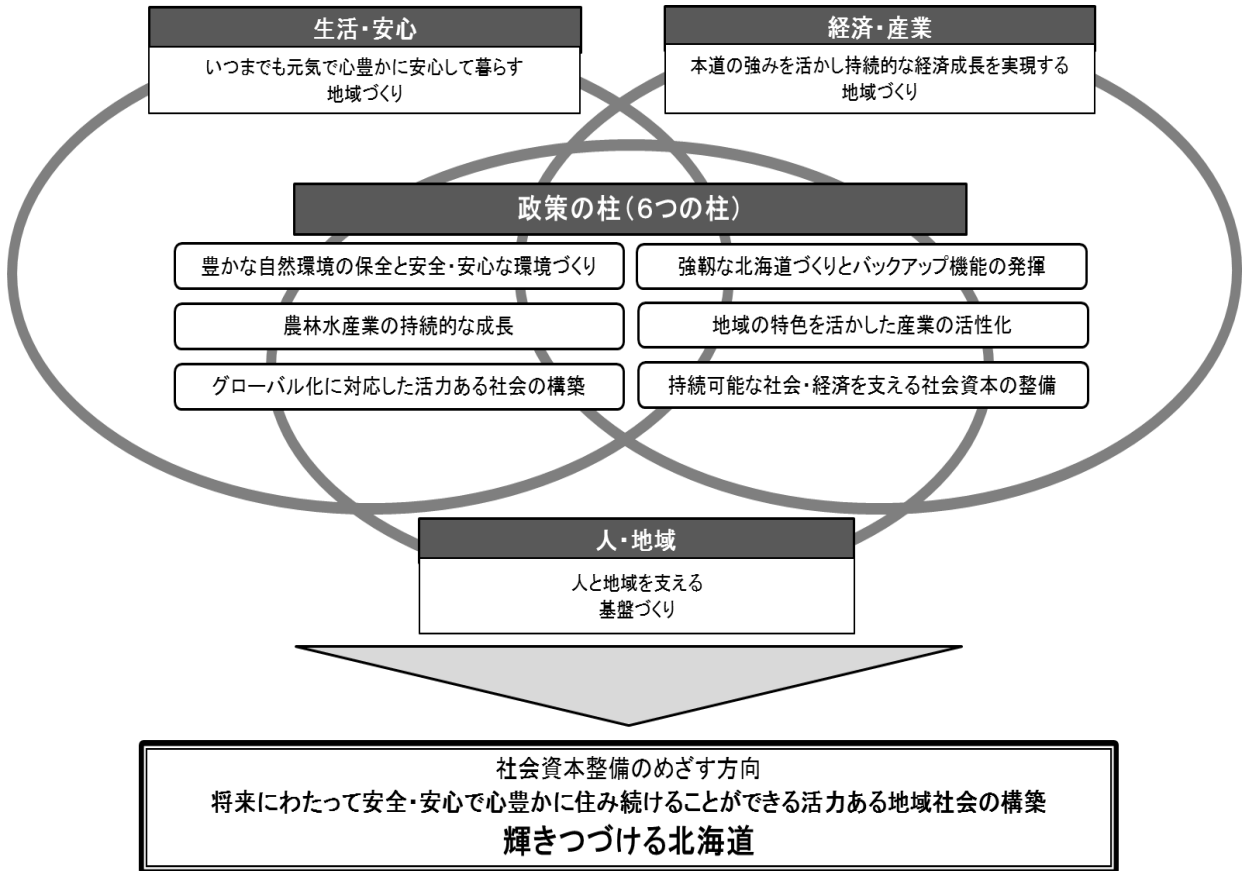 生活・安心
いつまでも元気で心豊かに安心して暮らす
地域づくり
経済・産業
本道の強みを活かし持続的な経済成長を実現する
地域づくり
政策の柱(6つの柱)
豊かな自然環境の保全と安全・安心な環境づくり
強靱な北海道づくりとバックアップ機能の発揮
農林水産業の持続的な成長
地域の特色を活かした産業の活性化
グローバル化に対応した活力ある社会の構築
持続可能な社会・経済を支える社会資本の整備
人・地域
人と地域を支える
基盤づくり
社会資本整備のめざす方向
将来にわたって安全・安心で心豊かに住み続けることができる活力ある地域社会の構築
輝きつづける北海道